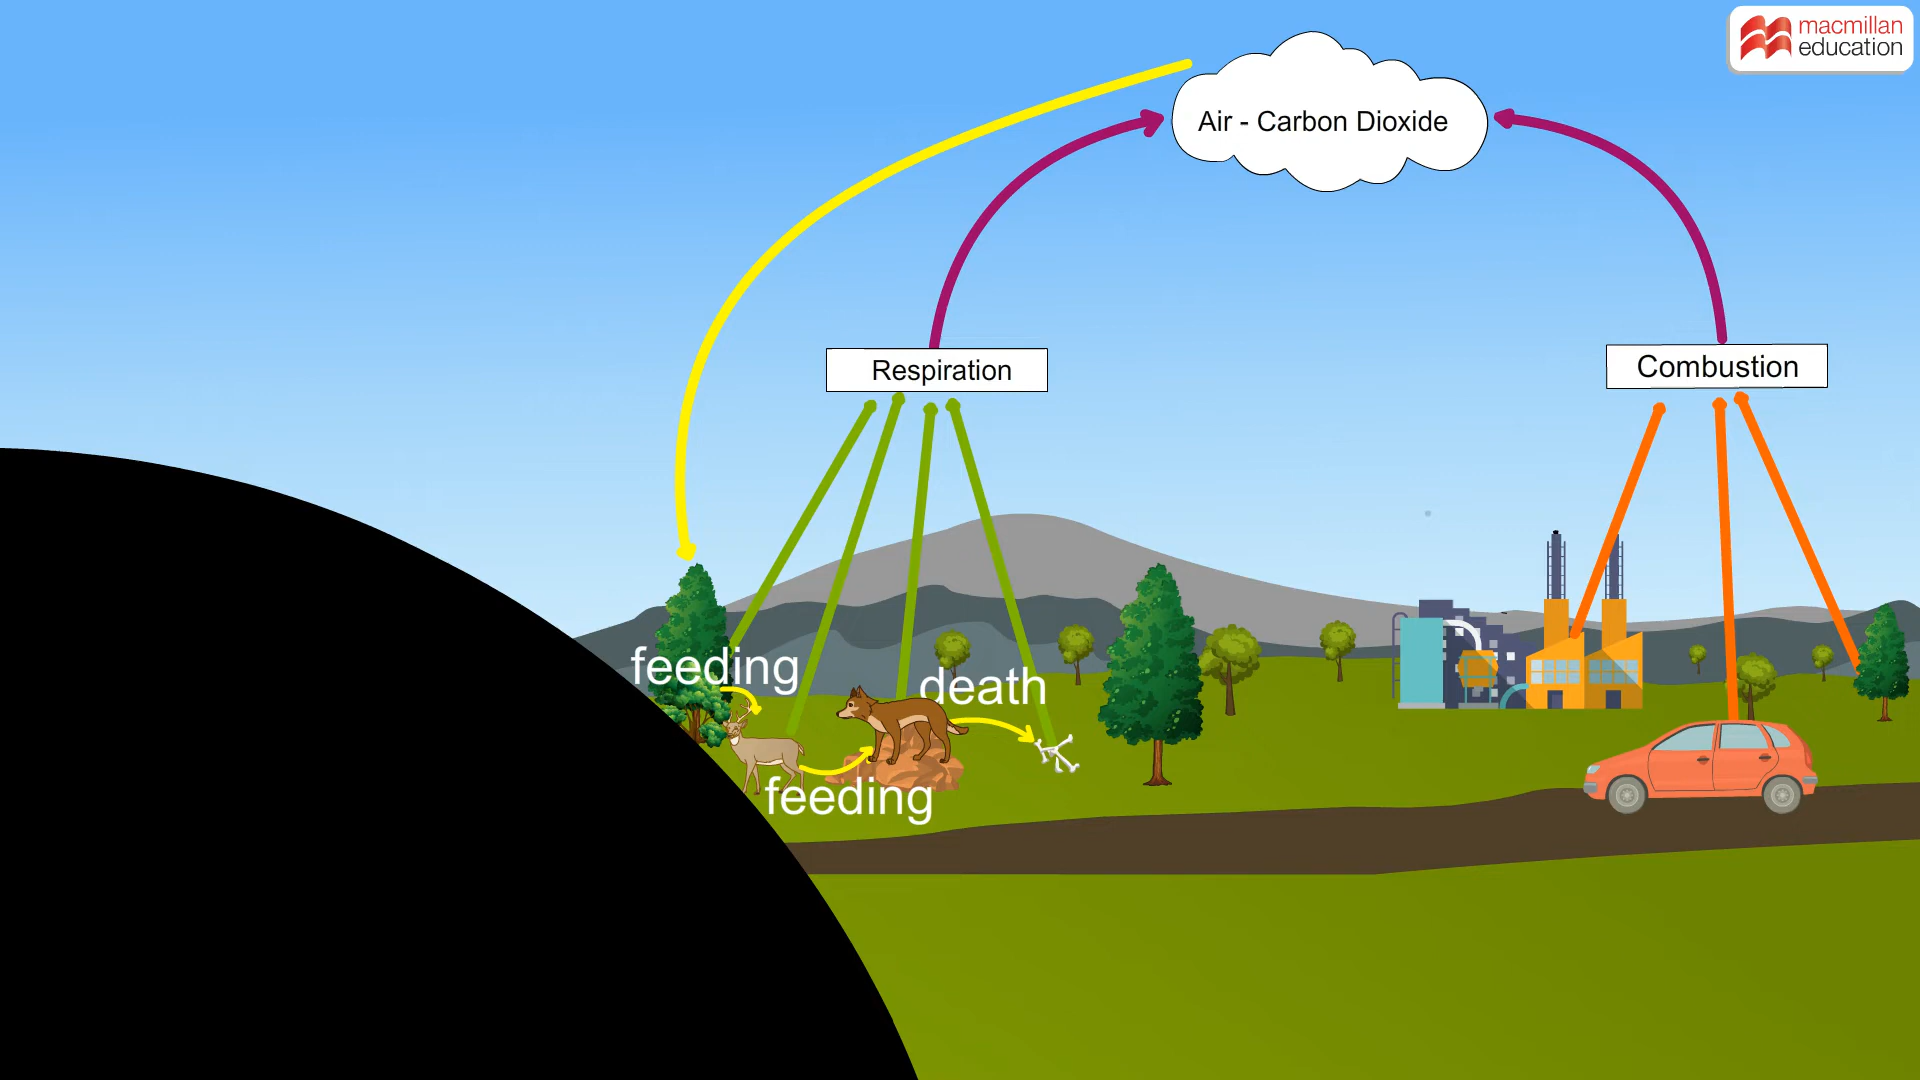 macmillan
education
Air - Carbon Dioxide
Respiration
Combustion
feeding
death
feeding